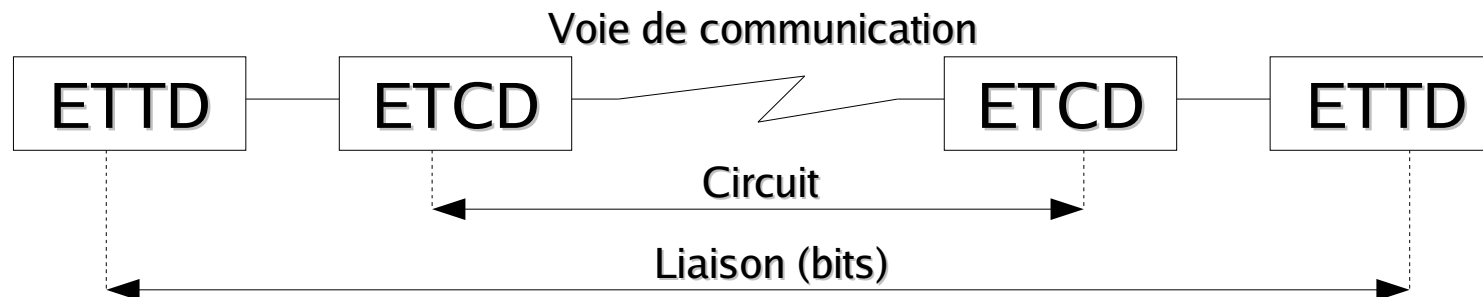 Voie de communication
ETTD ETCD ETCD ETTD
Circuit
Liaison (bits)